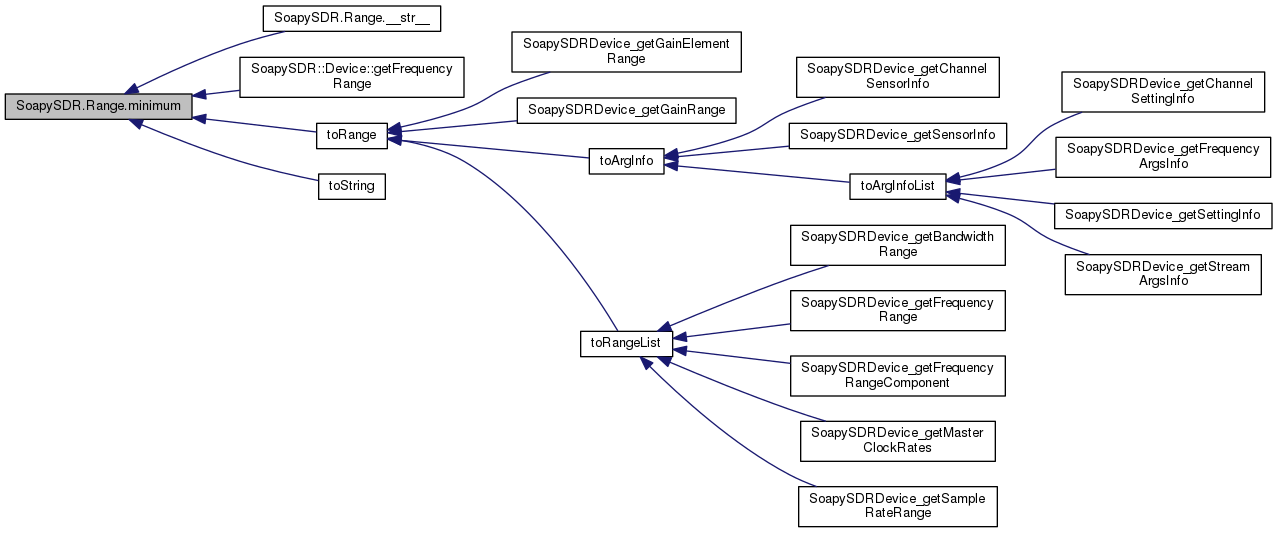 SoapySDR.Range.minimum
SoapySDR.Range.__str__
SoapySDR::Device::getFrequency
Range
toRange
toString
SoapySDRDevice_getGainElement
Range
SoapySDRDevice_getGainRange
toArgInfo
toRangeList
SoapySDRDevice_getChannel
SensorInfo
SoapySDRDevice_getSensorInfo
toArgInfoList
SoapySDRDevice_getBandwidth
Range
SoapySDRDevice_getFrequency
Range
SoapySDRDevice_getFrequency
RangeComponent
SoapySDRDevice_getMaster
ClockRates
SoapySDRDevice_getSample
RateRange
SoapySDRDevice_getChannel
SettingInfo
SoapySDRDevice_getFrequency
ArgsInfo
SoapySDRDevice_getSettingInfo
SoapySDRDevice_getStream
ArgsInfo